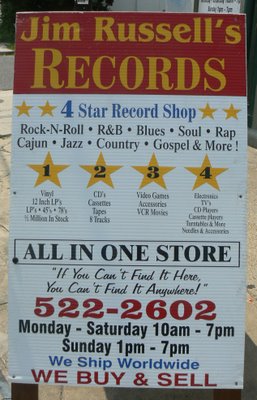 Jim Russell's
RECORDS
4 Star Record Shop
Rock-N-Roll • R&B • Blues • Soul • Rap
Cajun • Jazz • Country • Gospel & More !
1 2 3 4
Vinyl
12 Inch LP's
LP's • 45's • 78's
½ Million In Stock
CD's
Cassettes
Tapes
8 Tracks
Video Games
Accessories
VCR Movies
Electronics
TV's
CD Players
Cassette players
Turntables & More
Needles & Accessories
ALL IN ONE STORE
"If You Can't Find It Here,
You Can't Find It Anywhere!"
522-2602
Monday - Saturday 10am - 7pm
Sunday 1pm - 7pm
We Ship Worldwide
WE BUY & SELL